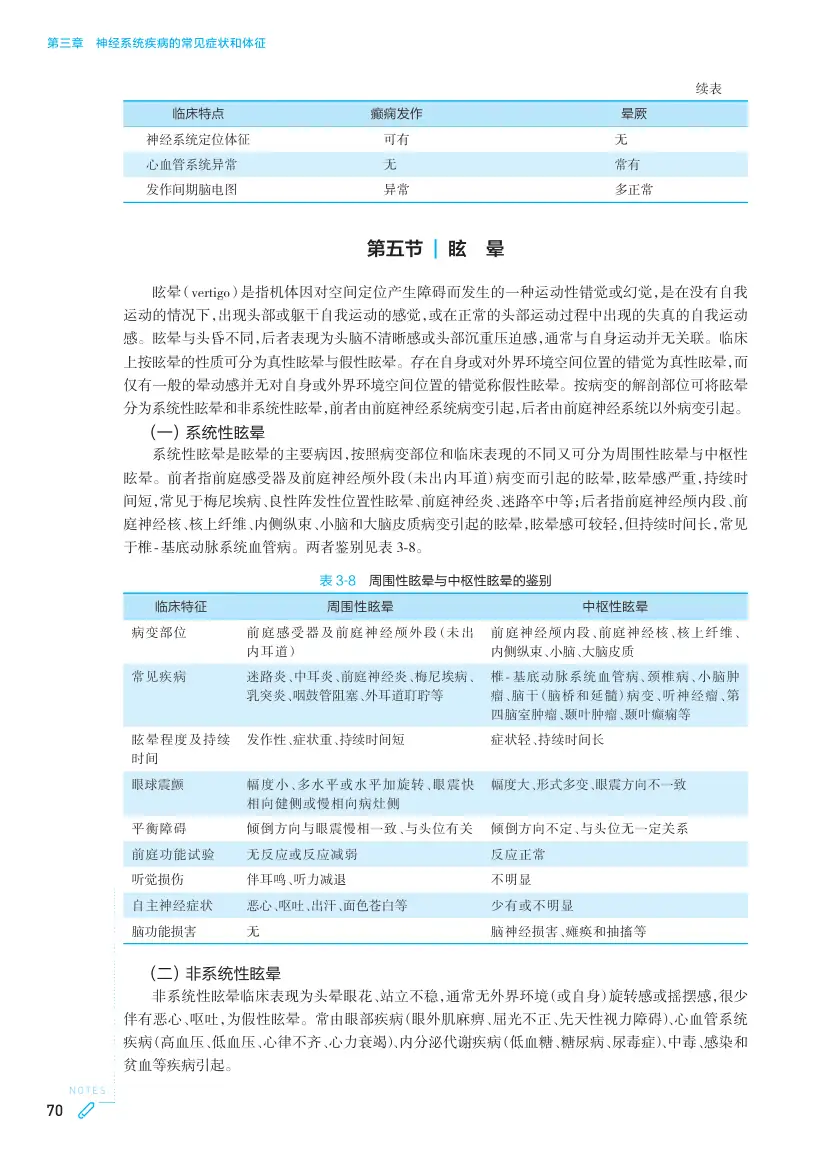 第三章　神经系统疾病的常见症状和体征
续表
临床特点　癫痫发作　晕厥
神经系统定位体征　可有　无
心血管系统异常　无　常有
发作间期脑电图　异常　多正常
第五节｜眩　晕
眩晕(vertigo)是指机体因对空间定位产生障碍而发生的一种运动性错觉或幻觉,是在没有自我
运动的情况下,出现头部或躯干自我运动的感觉,或在正常的头部运动过程中出现的失真的自我运动
感。眩晕与头昏不同,后者表现为头脑不清晰感或头部沉重压迫感,通常与自身运动并无关联。临床
上按眩晕的性质可分为真性眩晕与假性眩晕。存在自身或对外界环境空间位置的错觉为真性眩晕,而
仅有一般的晕动感并无对自身或外界环境空间位置的错觉称假性眩晕。按病变的解剖部位可将眩晕
分为系统性眩晕和非系统性眩晕,前者由前庭神经系统病变引起,后者由前庭神经系统以外病变引起。
(一)系统性眩晕
系统性眩晕是眩晕的主要病因,按照病变部位和临床表现的不同又可分为周围性眩晕与中枢性
眩晕。前者指前庭感受器及前庭神经颅外段(未出内耳道)病变而引起的眩晕,眩晕感严重,持续时
间短,常见于梅尼埃病、良性阵发性位置性眩晕、前庭神经炎、迷路卒中等;后者指前庭神经颅内段、前
庭神经核、核上纤维、内侧纵束、小脑和大脑皮质病变引起的眩晕,眩晕感可较轻,但持续时间长,常见
于椎-基底动脉系统血管病。两者鉴别见表 3-8。
表 3-8　周围性眩晕与中枢性眩晕的鉴别
临床特征　周围性眩晕　中枢性眩晕
病变部位　前庭感受器及前庭神经颅外段(未出　前庭神经颅内段、前庭神经核、核上纤维、
内耳道)　内侧纵束、小脑、大脑皮质
常见疾病　迷路炎、中耳炎、前庭神经炎、梅尼埃病、　椎-基底动脉系统血管病、颈椎病、小脑肿
乳突炎、咽鼓管阻塞、外耳道耵聍等　瘤、脑干(脑桥和延髓)病变、听神经瘤、第
四脑室肿瘤、颞叶肿瘤、颞叶癫痫等
眩晕程度及持续　发作性、症状重、持续时间短　症状轻、持续时间长
时间
眼球震颤　幅度小、多水平或水平加旋转、眼震快　幅度大、形式多变、眼震方向不一致
相向健侧或慢相向病灶侧
平衡障碍　倾倒方向与眼震慢相一致、与头位有关　倾倒方向不定、与头位无一定关系
前庭功能试验　无反应或反应减弱　反应正常
听觉损伤　伴耳鸣、听力减退　不明显
自主神经症状　恶心、呕吐、出汗、面色苍白等　少有或不明显
脑功能损害　无　脑神经损害、瘫痪和抽搐等
(二)非系统性眩晕
非系统性眩晕临床表现为头晕眼花、站立不稳,通常无外界环境(或自身)旋转感或摇摆感,很少
伴有恶心、呕吐,为假性眩晕。常由眼部疾病(眼外肌麻痹、屈光不正、先天性视力障碍)、心血管系统
疾病(高血压、低血压、心律不齐、心力衰竭)、内分泌代谢疾病(低血糖、糖尿病、尿毒症)、中毒、感染和
贫血等疾病引起。
NOTES
70